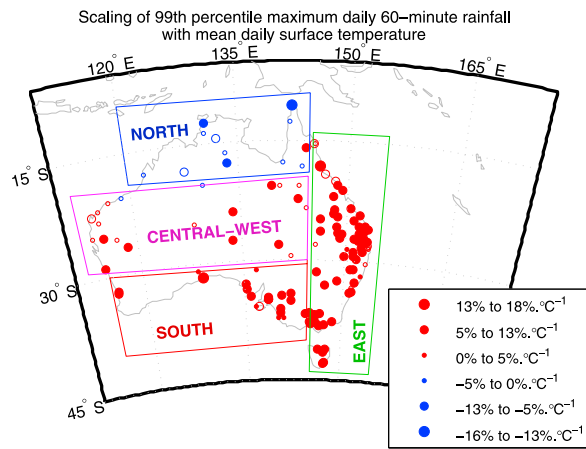 Scaling of 99th percentile maximum daily 60−minute rainfall
with mean daily surface temperature
120° E
135° E
150° E
165° E
15° S
30° S
45° S
NORTH
CENTRAL−WEST
SOUTH
EAST
13% to 18%.°C⁻¹
5% to 13%.°C⁻¹
0% to 5%.°C⁻¹
−5% to 0%.°C⁻¹
−13% to −5%.°C⁻¹
−16% to −13%.°C⁻¹